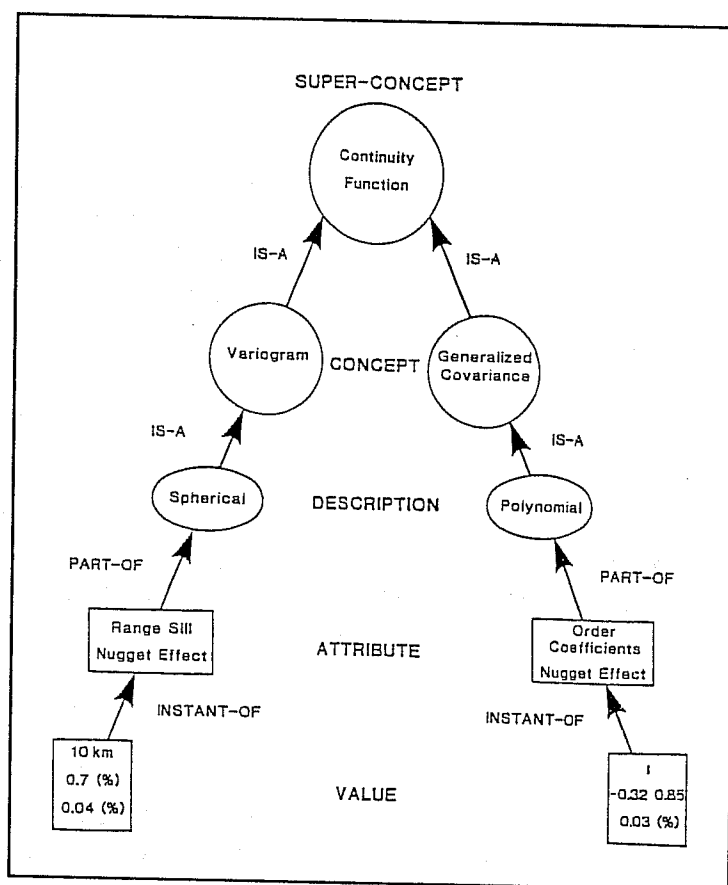 SUPER-CONCEPT
Continuity
Function
IS-A
IS-A
Variogram
CONCEPT
Generalized
Covariance
IS-A
IS-A
Spherical
DESCRIPTION
Polynomial
PART-OF
PART-OF
Range Sill
Nugget Effect
ATTRIBUTE
Order
Coefficients
Nugget Effect
INSTANT-OF
INSTANT-OF
10 km
0.7 (%)
0.04 (%)
VALUE
1
-0.32 0.85
0.03 (%)